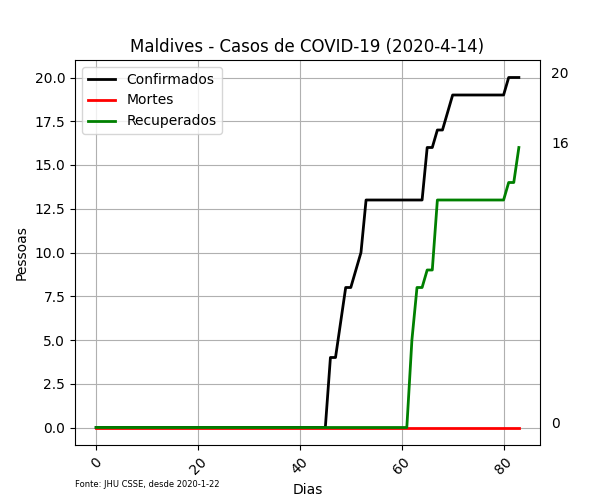 Maldives - Casos de COVID-19 (2020-4-14)
Confirmados
Mortes
Recuperados
20.0
17.5
15.0
12.5
10.0
7.5
5.0
2.5
0.0
Pessoas
20
16
0
0
20
40
60
80
Dias
Fonte: JHU CSSE, desde 2020-1-22